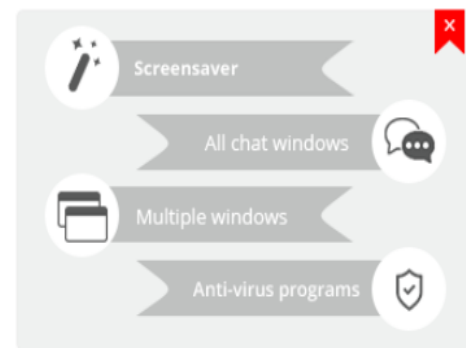 Screensaver
All chat windows
Multiple windows
Anti-virus programs